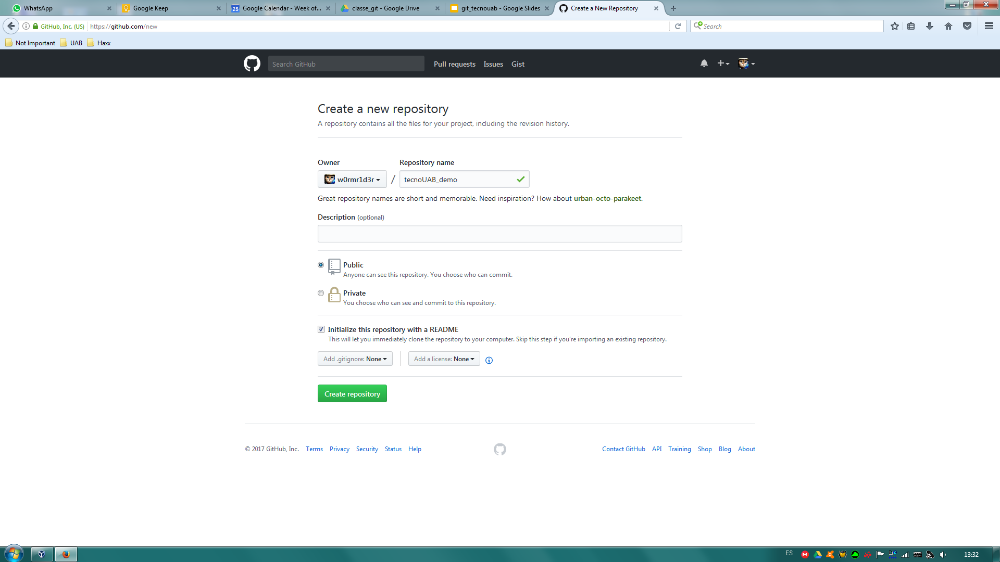 WhatsApp
Google Keep
25 Google Calendar - Week of...
classe_git - Google Drive
git_tecnouab - Google Slides
Create a New Repository
GitHub, Inc. (US) https://github.com/new
Search
Not Important UAB Haxx
Search GitHub Pull requests Issues Gist
Create a new repository
A repository contains all the files for your project, including the revision history.
Owner Repository name
w0rmr1d3r / tecnoUAB_demo
Great repository names are short and memorable. Need inspiration? How about urban-octo-parakeet.
Description (optional)
Public
Anyone can see this repository. You choose who can commit.
Private
You choose who can see and commit to this repository.
Initialize this repository with a README
This will let you immediately clone the repository to your computer. Skip this step if you're importing an existing repository.
Add .gitignore: None Add a license: None
Create repository
© 2017 GitHub, Inc. Terms Privacy Security Status Help Contact GitHub API Training Shop Blog About
ES 13:32